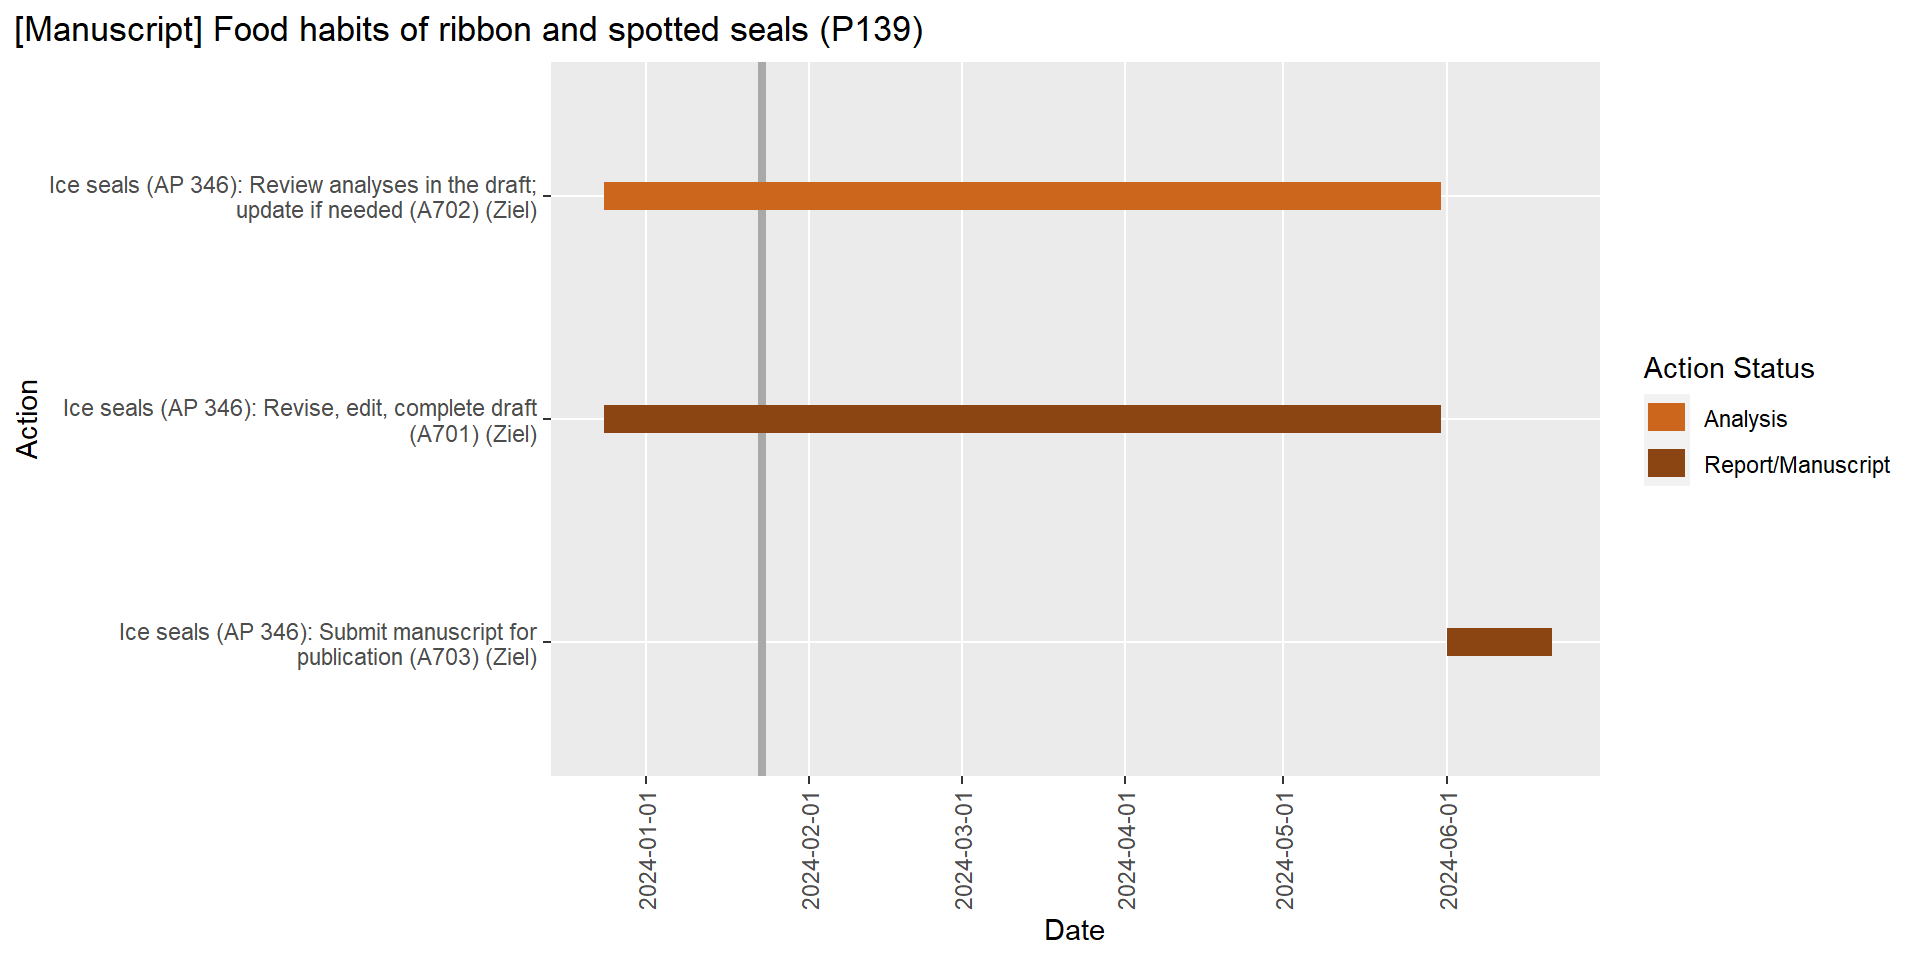 [Manuscript] Food habits of ribbon and spotted seals (P139)
Action
Ice seals (AP 346): Review analyses in the draft;
update if needed (A702) (Ziel)
Ice seals (AP 346): Revise, edit, complete draft
(A701) (Ziel)
Ice seals (AP 346): Submit manuscript for
publication (A703) (Ziel)
2024-01-01
2024-02-01
2024-03-01
2024-04-01
2024-05-01
2024-06-01
Date
Action Status
Analysis
Report/Manuscript